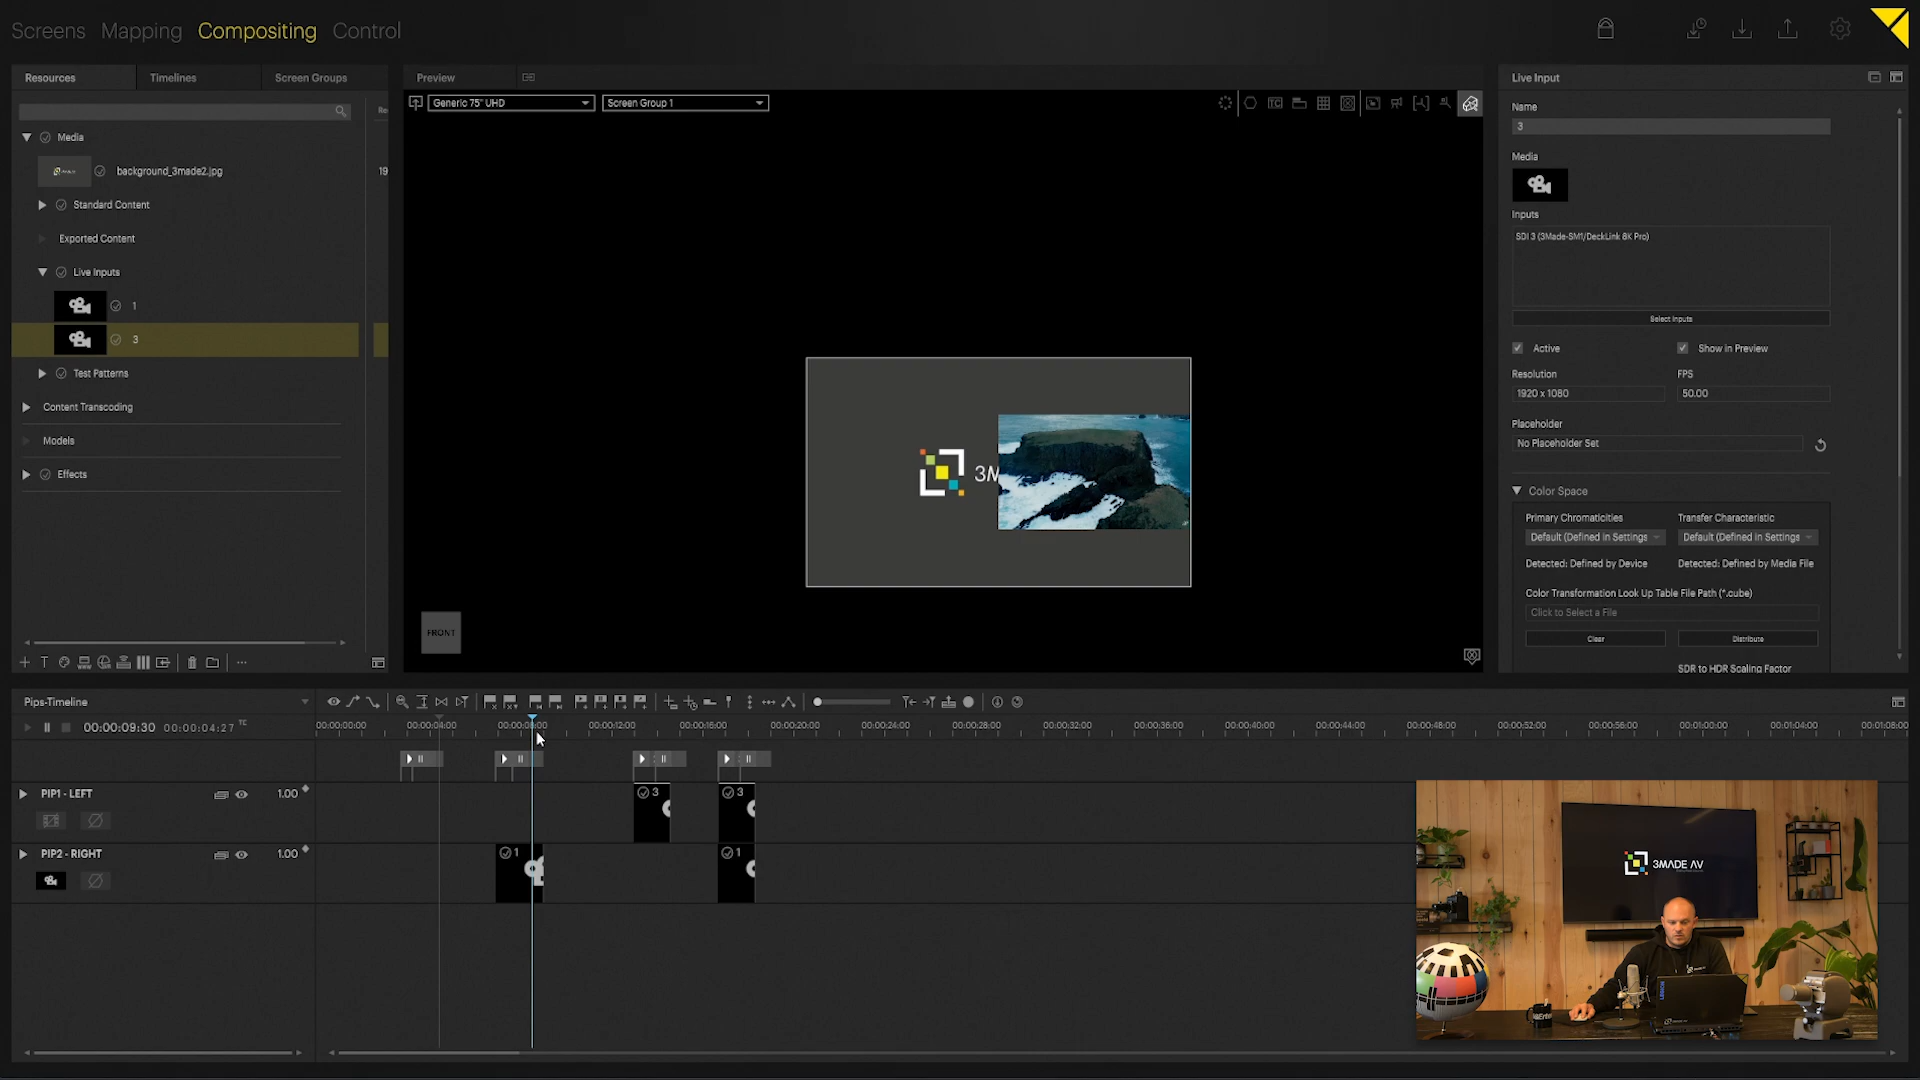 Screens Mapping Compositing Control
Resources Timelines Screen Groups
Media
background_3made2.jpg
19
Standard Content
Exported Content
Live Inputs
1
3
Test Patterns
Content Transcoding
Models
Effects
Preview
Generic 75" UHD
Screen Group 1
TC
3M
FRONT
Live Input
Name
3
Media
Inputs
SDI 3 (3Made-SM1/DeckLink 8K Pro)
Select Inputs
Active Show in Preview
Resolution FPS
1920 x 1080 50.00
Placeholder
No Placeholder Set
Color Space
Primary Chromaticities Transfer Characteristic
Default (Defined in Settings Default (Defined in Settings
Detected: Defined by Device Detected: Defined by Media File
Color Transformation Look Up Table File Path (*.cube)
Click to Select a File
Clear Distribute
SDR to HDR Scaling Factor
Pips-Timeline
00:00:09:30 00:00:04:27 TC
00:00:00:00 00:00:04:00 00:00:08:00 00:00:12:00 00:00:16:00 00:00:20:00 00:00:24:00 00:00:28:00 00:00:32:00 00:00:36:00 00:00:40:00 00:00:44:00 00:00:48:00 00:00:52:00 00:00:56:00 00:01:00:00 00:01:04:00 00:01:08:00
PIP1 - LEFT 1.00
3 3
PIP2 - RIGHT 1.00
1 1
3MADE AV